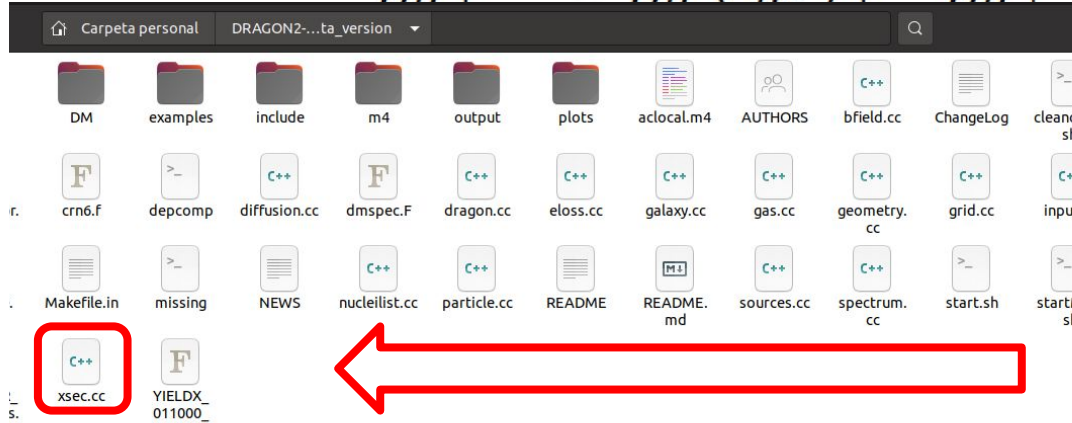 Carpeta personal DRAGON2-...ta_version
DM examples include m4 output plots aclocal.m4 AUTHORS bfield.cc ChangeLog
C++
>_
F >_ C++ F C++ C++ C++ C++ C++ C++
crn6.f depcomp diffusion.cc dmspec.F dragon.cc eloss.cc galaxy.cc gas.cc geometry.
cc
grid.cc
>_ C++ C++ M↓ C++ C++ >_ >_
Makefile.in missing NEWS nucleilist.cc particle.cc README README.
md
sources.cc spectrum.
cc
start.sh
C++ F
xsec.cc YIELDX_
011000_